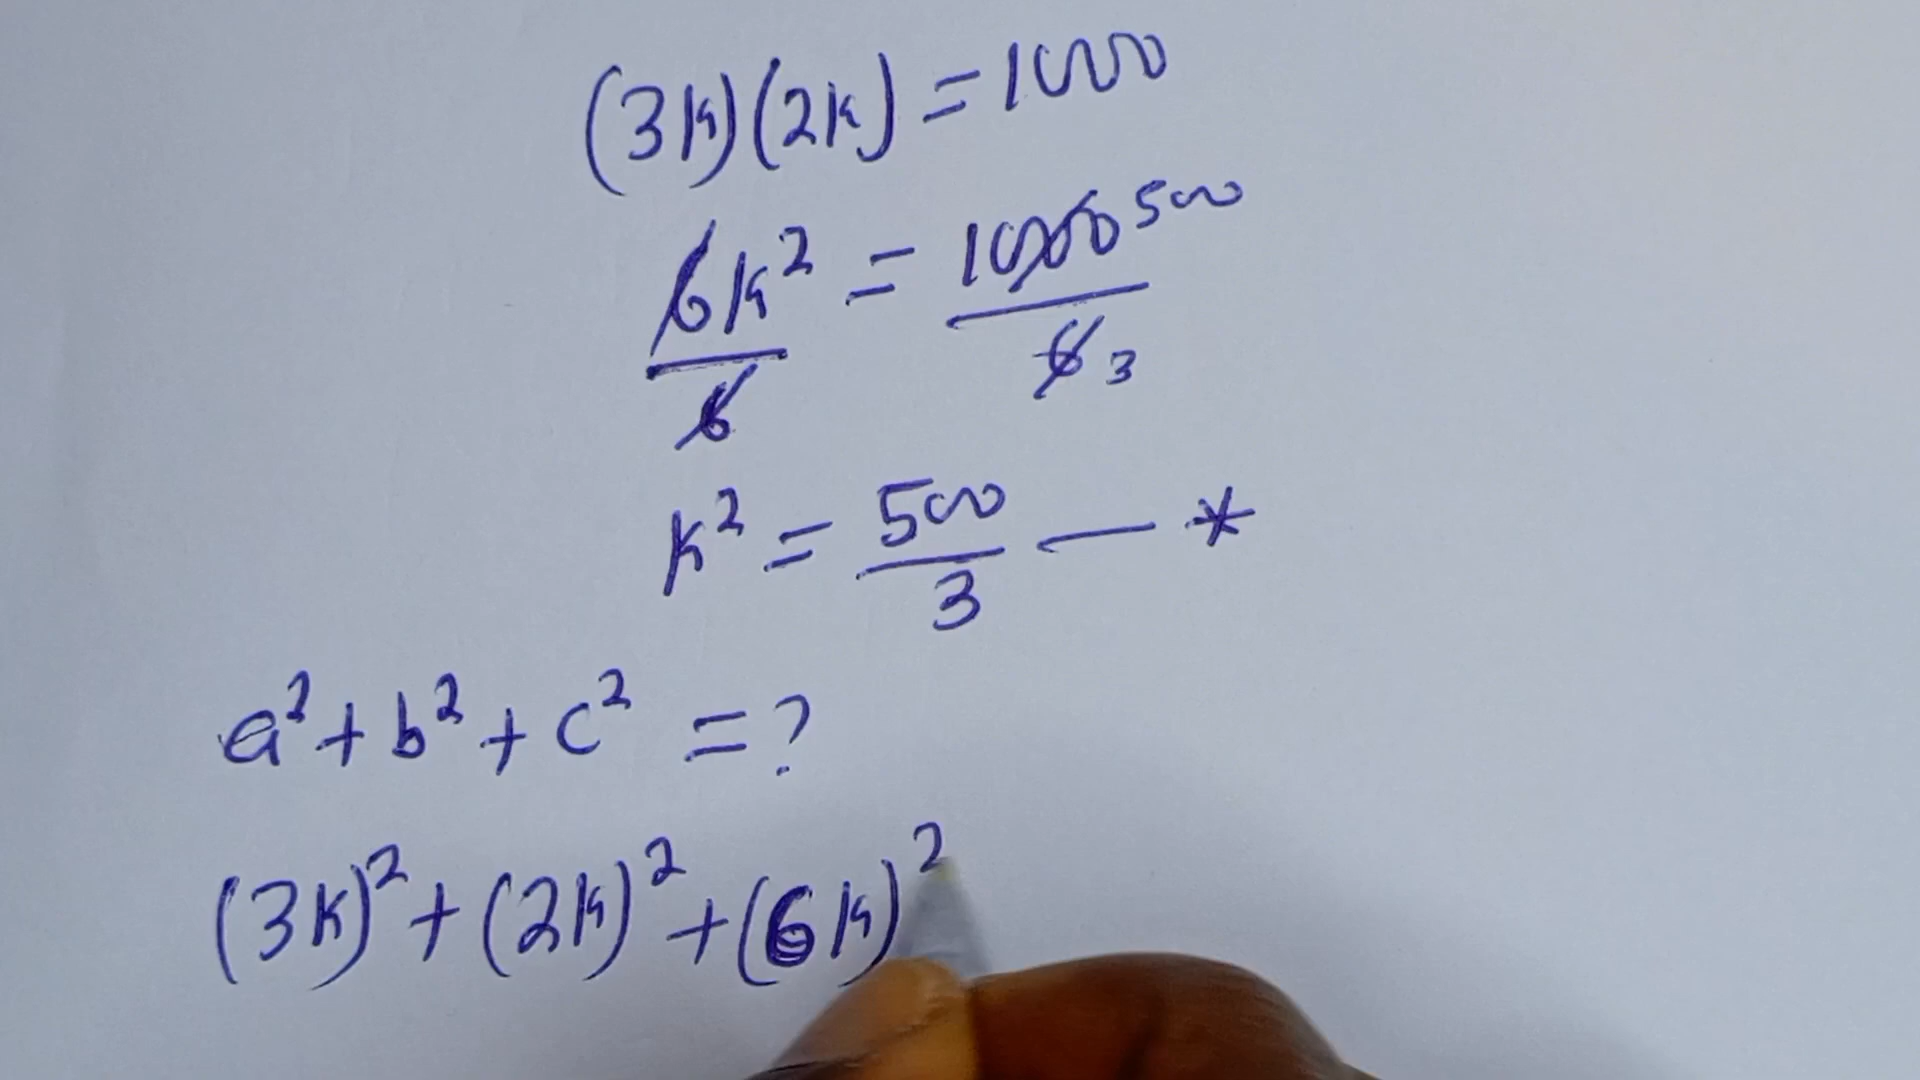 (3k)(2k) = 1000
6k² = 1000 500
6 6 3
k² = 500/3 — *
a² + b² + c² = ?
(3k)² + (2k)² + (6k)²